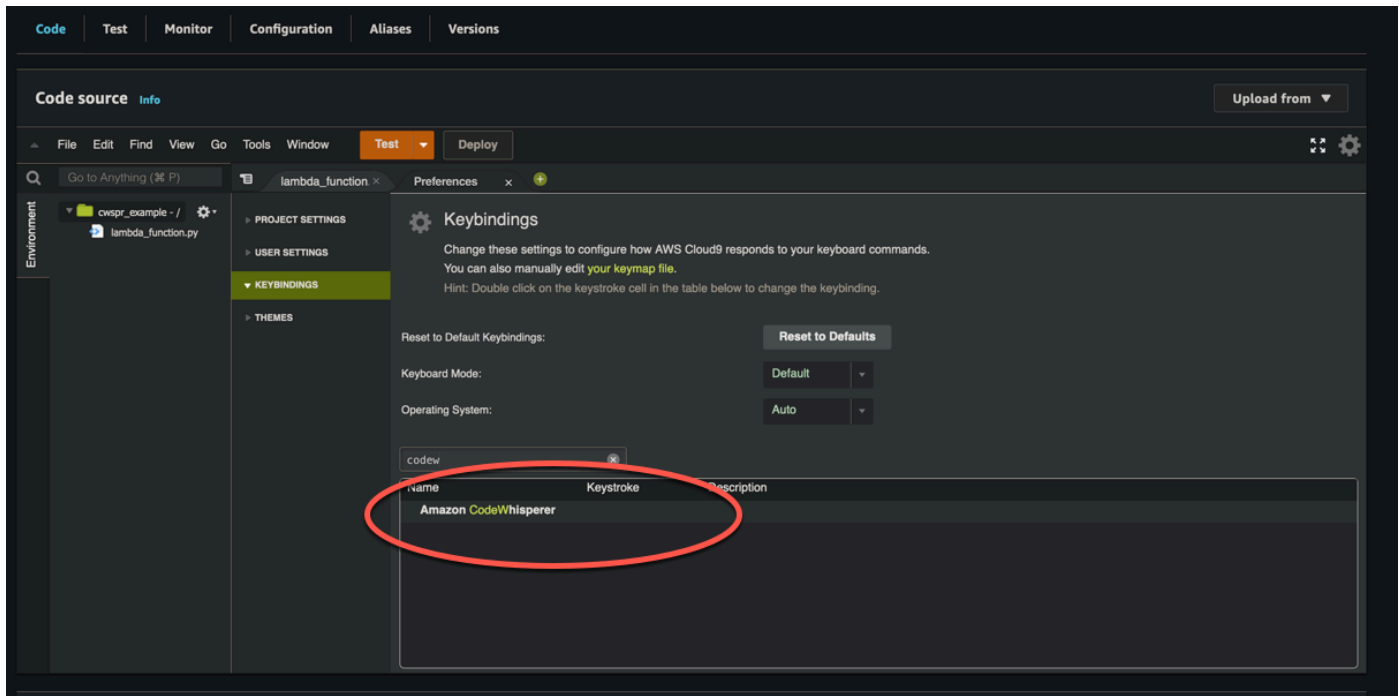 Code Test Monitor Configuration Aliases Versions
Code source Info
Upload from
File Edit Find View Go Tools Window Test Deploy
Go to Anything (⌘ P)
lambda_function
Preferences
Environment
cwspr_example - /
lambda_function.py
PROJECT SETTINGS
USER SETTINGS
KEYBINDINGS
THEMES
Keybindings
Change these settings to configure how AWS Cloud9 responds to your keyboard commands.
You can also manually edit your keymap file.
Hint: Double click on the keystroke cell in the table below to change the keybinding.
Reset to Default Keybindings: Reset to Defaults
Keyboard Mode: Default
Operating System: Auto
codew
Name Keystroke Description
Amazon CodeWhisperer